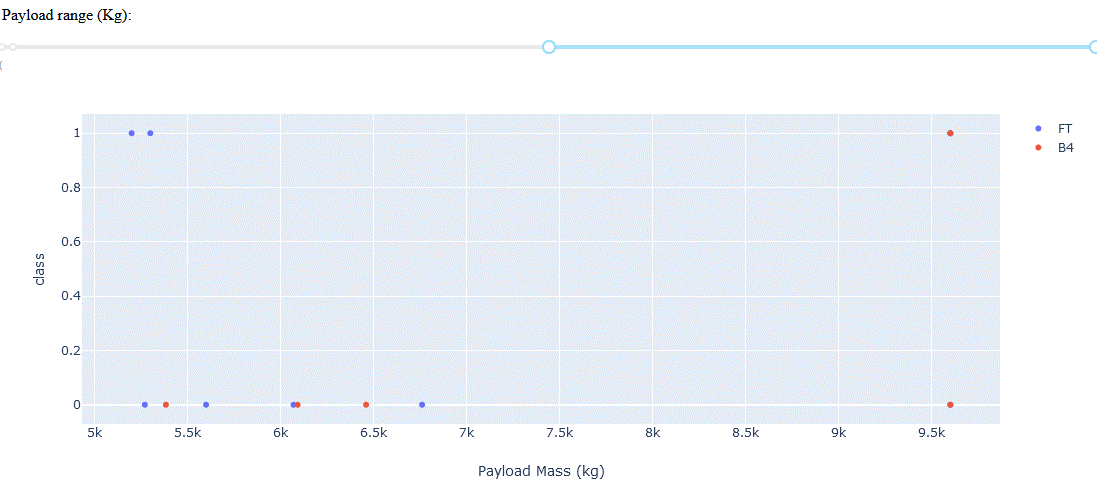 Payload range (Kg):
FT
B4
1
0.8
0.6
0.4
0.2
0
class
5k 5.5k 6k 6.5k 7k 7.5k 8k 8.5k 9k 9.5k
Payload Mass (kg)